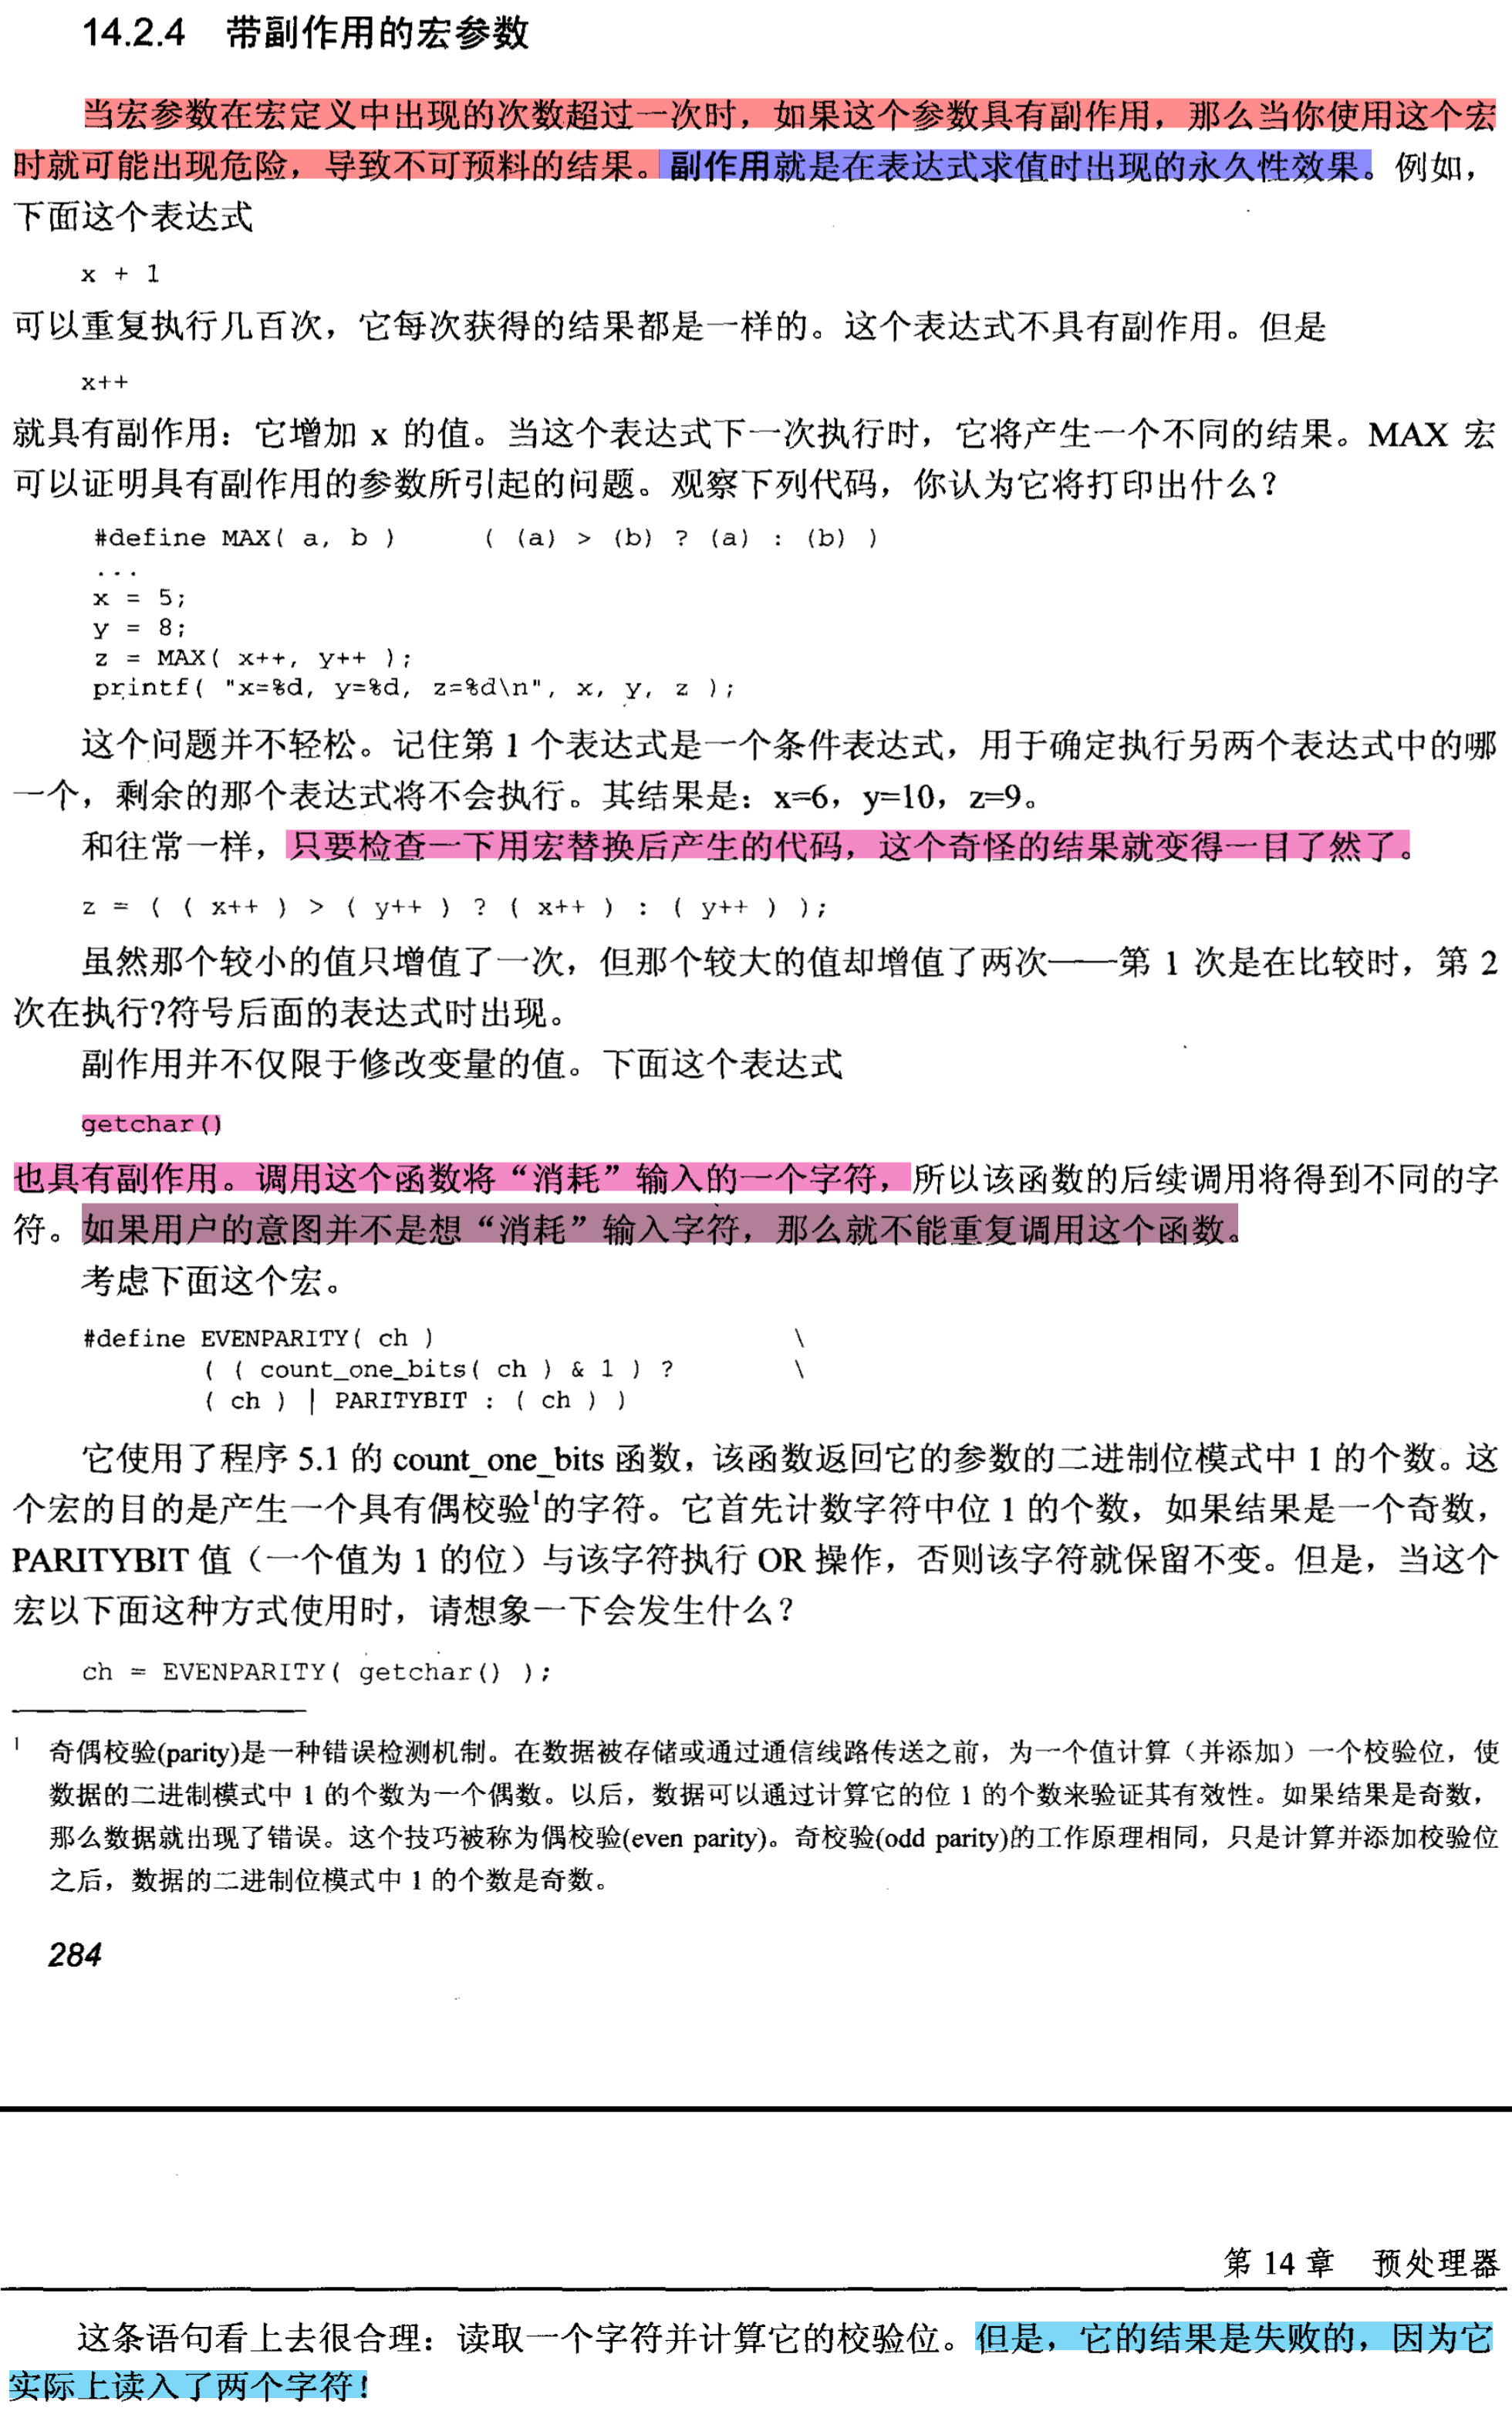 14.2.4 带副作用的宏参数
当宏参数在宏定义中出现的次数超过一次时，如果这个参数具有副作用，那么当你使用这个宏
时就可能出现危险，导致不可预料的结果。副作用就是在表达式求值时出现的永久性效果。例如，
下面这个表达式
x + 1
可以重复执行几百次，它每次获得的结果都是一样的。这个表达式不具有副作用。但是
x++
就具有副作用：它增加 x 的值。当这个表达式下一次执行时，它将产生一个不同的结果。MAX 宏
可以证明具有副作用的参数所引起的问题。观察下列代码，你认为它将打印出什么？
#define MAX( a, b )     ( (a) > (b) ? (a) : (b) )
...
x = 5;
y = 8;
z = MAX( x++, y++ );
printf( "x=%d, y=%d, z=%d\n", x, y, z );
这个问题并不轻松。记住第 1 个表达式是一个条件表达式，用于确定执行另两个表达式中的哪
一个，剩余的那个表达式将不会执行。其结果是：x=6，y=10，z=9。
和往常一样，只要检查一下用宏替换后产生的代码，这个奇怪的结果就变得一目了然了。
z = ( ( x++ ) > ( y++ ) ? ( x++ ) : ( y++ ) );
虽然那个较小的值只增值了一次，但那个较大的值却增值了两次——第 1 次是在比较时，第 2
次在执行?符号后面的表达式时出现。
副作用并不仅限于修改变量的值。下面这个表达式
getchar()
也具有副作用。调用这个函数将“消耗”输入的一个字符，所以该函数的后续调用将得到不同的字
符。如果用户的意图并不是想“消耗”输入字符，那么就不能重复调用这个函数。
考虑下面这个宏。
#define EVENPARITY( ch )                    \
( ( count_one_bits( ch ) & 1 ) ?        \
( ch ) | PARITYBIT : ( ch ) )
它使用了程序 5.1 的 count_one_bits 函数，该函数返回它的参数的二进制位模式中 1 的个数。这
个宏的目的是产生一个具有偶校验1的字符。它首先计数字符中位 1 的个数，如果结果是一个奇数，
PARITYBIT 值（一个值为 1 的位）与该字符执行 OR 操作，否则该字符就保留不变。但是，当这个
宏以下面这种方式使用时，请想象一下会发生什么？
ch = EVENPARITY( getchar() );
1 奇偶校验(parity)是一种错误检测机制。在数据被存储或通过通信线路传送之前，为一个值计算（并添加）一个校验位，使
数据的二进制模式中 1 的个数为一个偶数。以后，数据可以通过计算它的位 1 的个数来验证其有效性。如果结果是奇数，
那么数据就出现了错误。这个技巧被称为偶校验(even parity)。奇校验(odd parity)的工作原理相同，只是计算并添加校验位
之后，数据的二进制位模式中 1 的个数是奇数。
284
第 14 章 预处理器
这条语句看上去很合理：读取一个字符并计算它的校验位。但是，它的结果是失败的，因为它
实际上读入了两个字符！